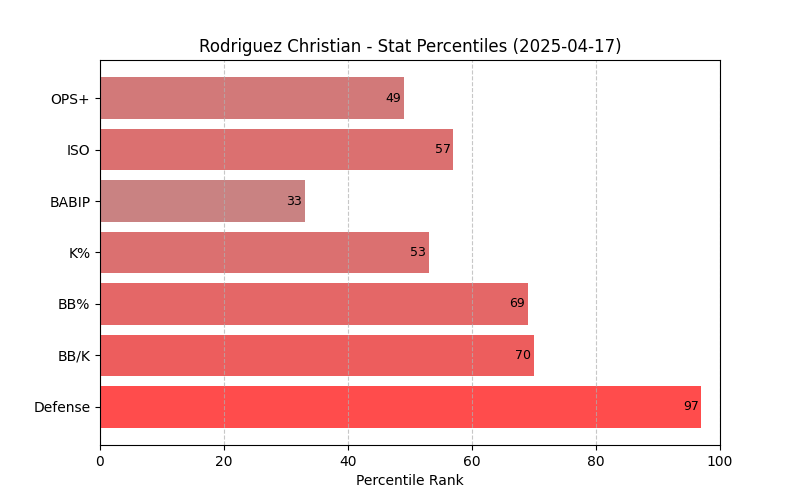 Rodriguez Christian - Stat Percentiles (2025-04-17)
OPS+ 49
ISO 57
BABIP 33
K% 53
BB% 69
BB/K 70
Defense 97
0 20 40 60 80 100
Percentile Rank